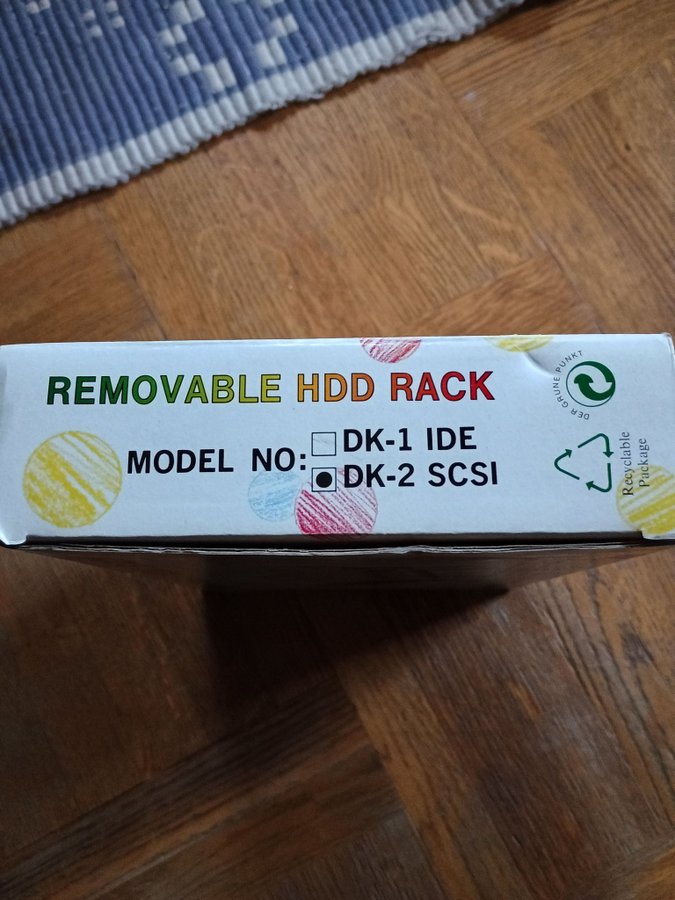 REMOVABLE HDD RACK
MODEL NO:
DK-1 IDE
DK-2 SCSI
DER GRÜNE PUNKT
Recyclable
Package